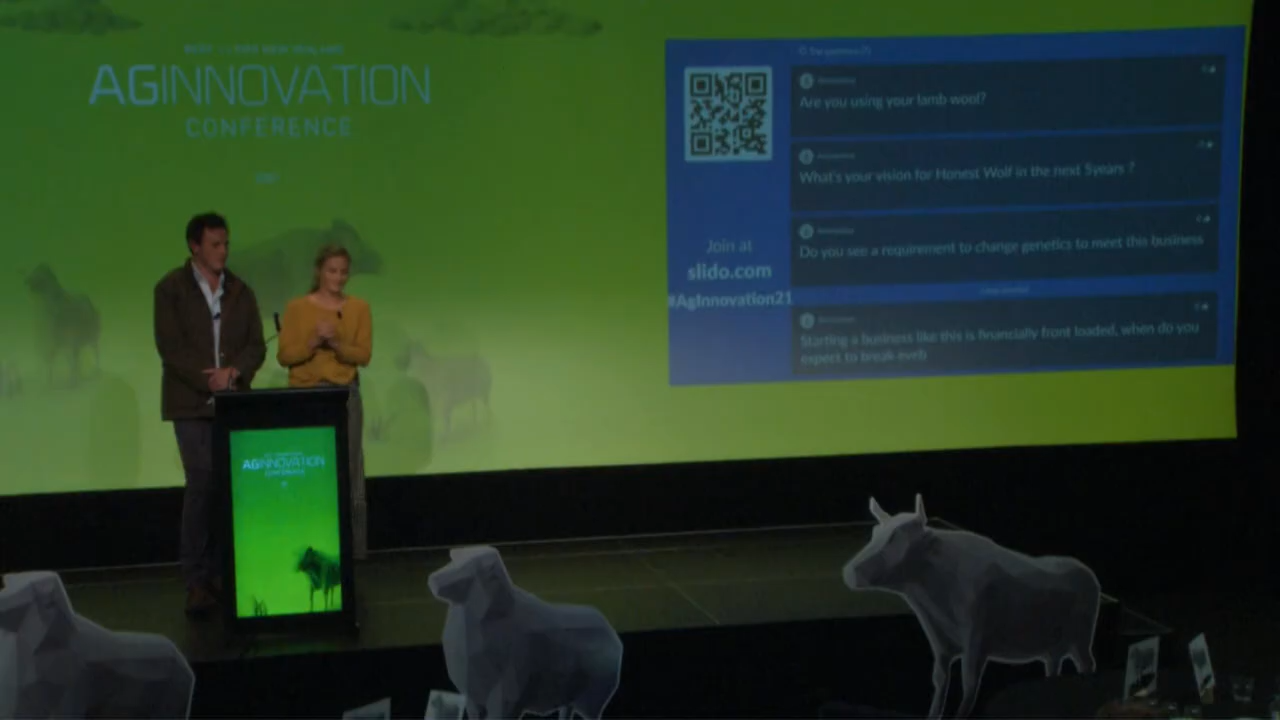 AGINNOVATION
CONFERENCE
Join at
slido.com
#AgInnovation21
Are you using your lamb wool?
What's your vision for Honest Wolf in the next 5years ?
Do you see a requirement to change genetics to meet this business
Starting a business like this is financially front loaded, when do you
expect to break eveb
AGINNOVATION
CONFERENCE